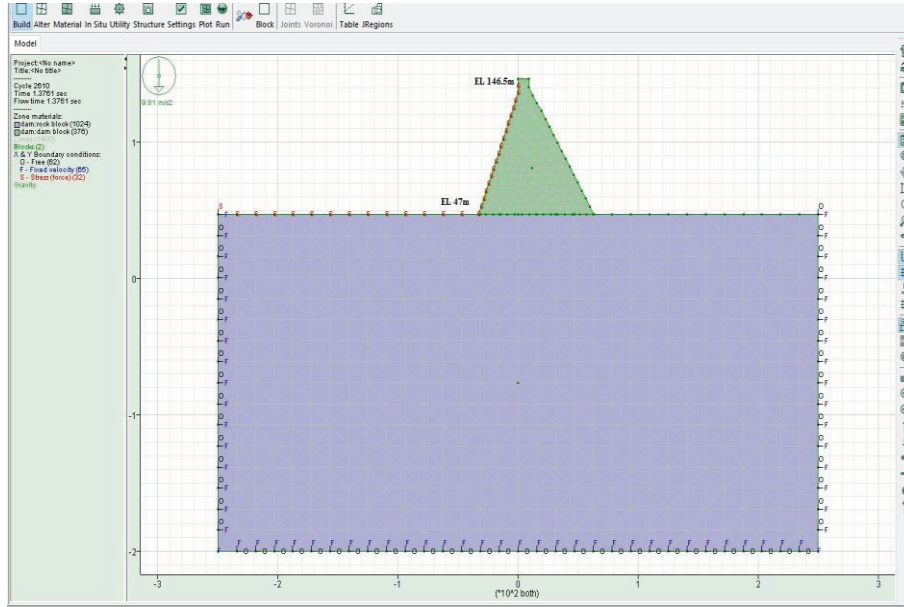 Build Alter Material In Situ Utility Structure Settings Plot Run Block Joints Voronoi Table JRegions
Model
Project:<No name>
Title:<No title>
Cycle 2610
Time 1.3761 sec
Flow time 1.3761 sec
Zone materials:
dam:rock block (1024)
dam:dam block (376)
Blocks (2)
X & Y Boundary conditions:
O - Free (62)
F - Fixed velocity (65)
S - Stress (force) (32)
Gravity
9.81 m/s2
EL 146.5m
EL 47m
1
0
-1
-2
-3 -2 -1 0 1 2 3
(*10^2 both)